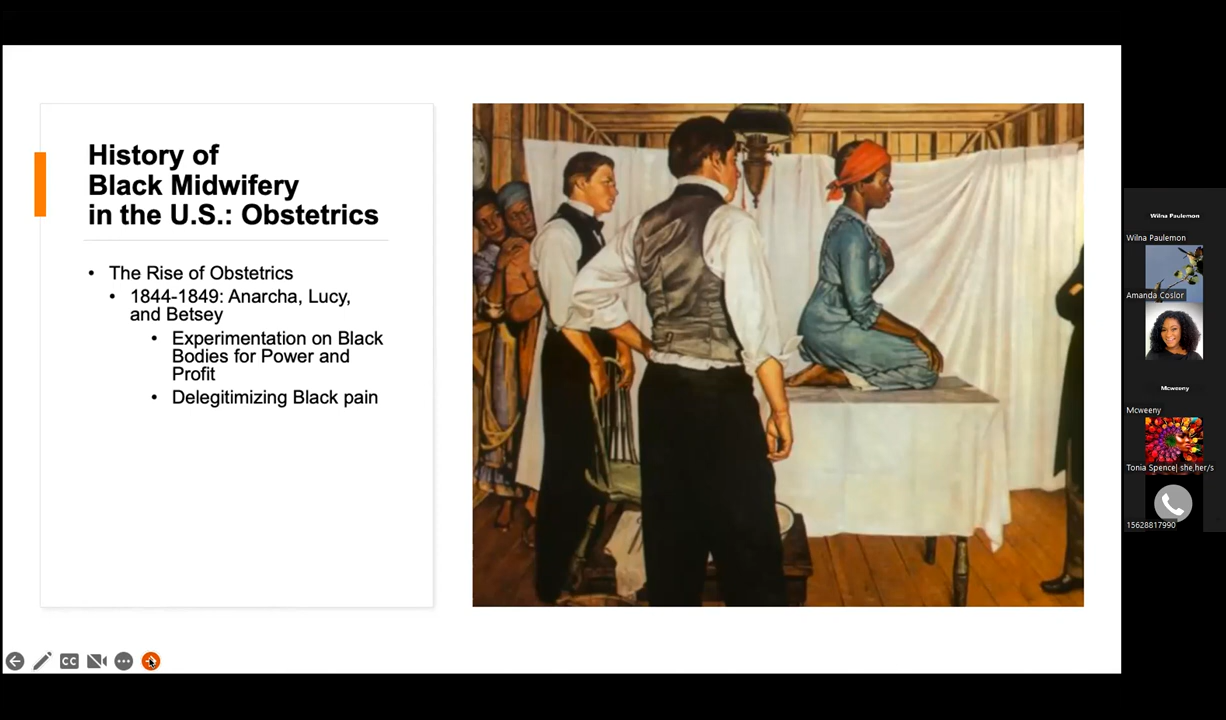 History of
Black Midwifery
in the U.S.: Obstetrics
• The Rise of Obstetrics
• 1844-1849: Anarcha, Lucy,
and Betsey
• Experimentation on Black
Bodies for Power and
Profit
• Delegitimizing Black pain
CC
Wilna Paulemon
Wilna Paulemon
Amanda Coslor
Mcweeny
Mcweeny
Tonia Spence| she,her/s
15628817990